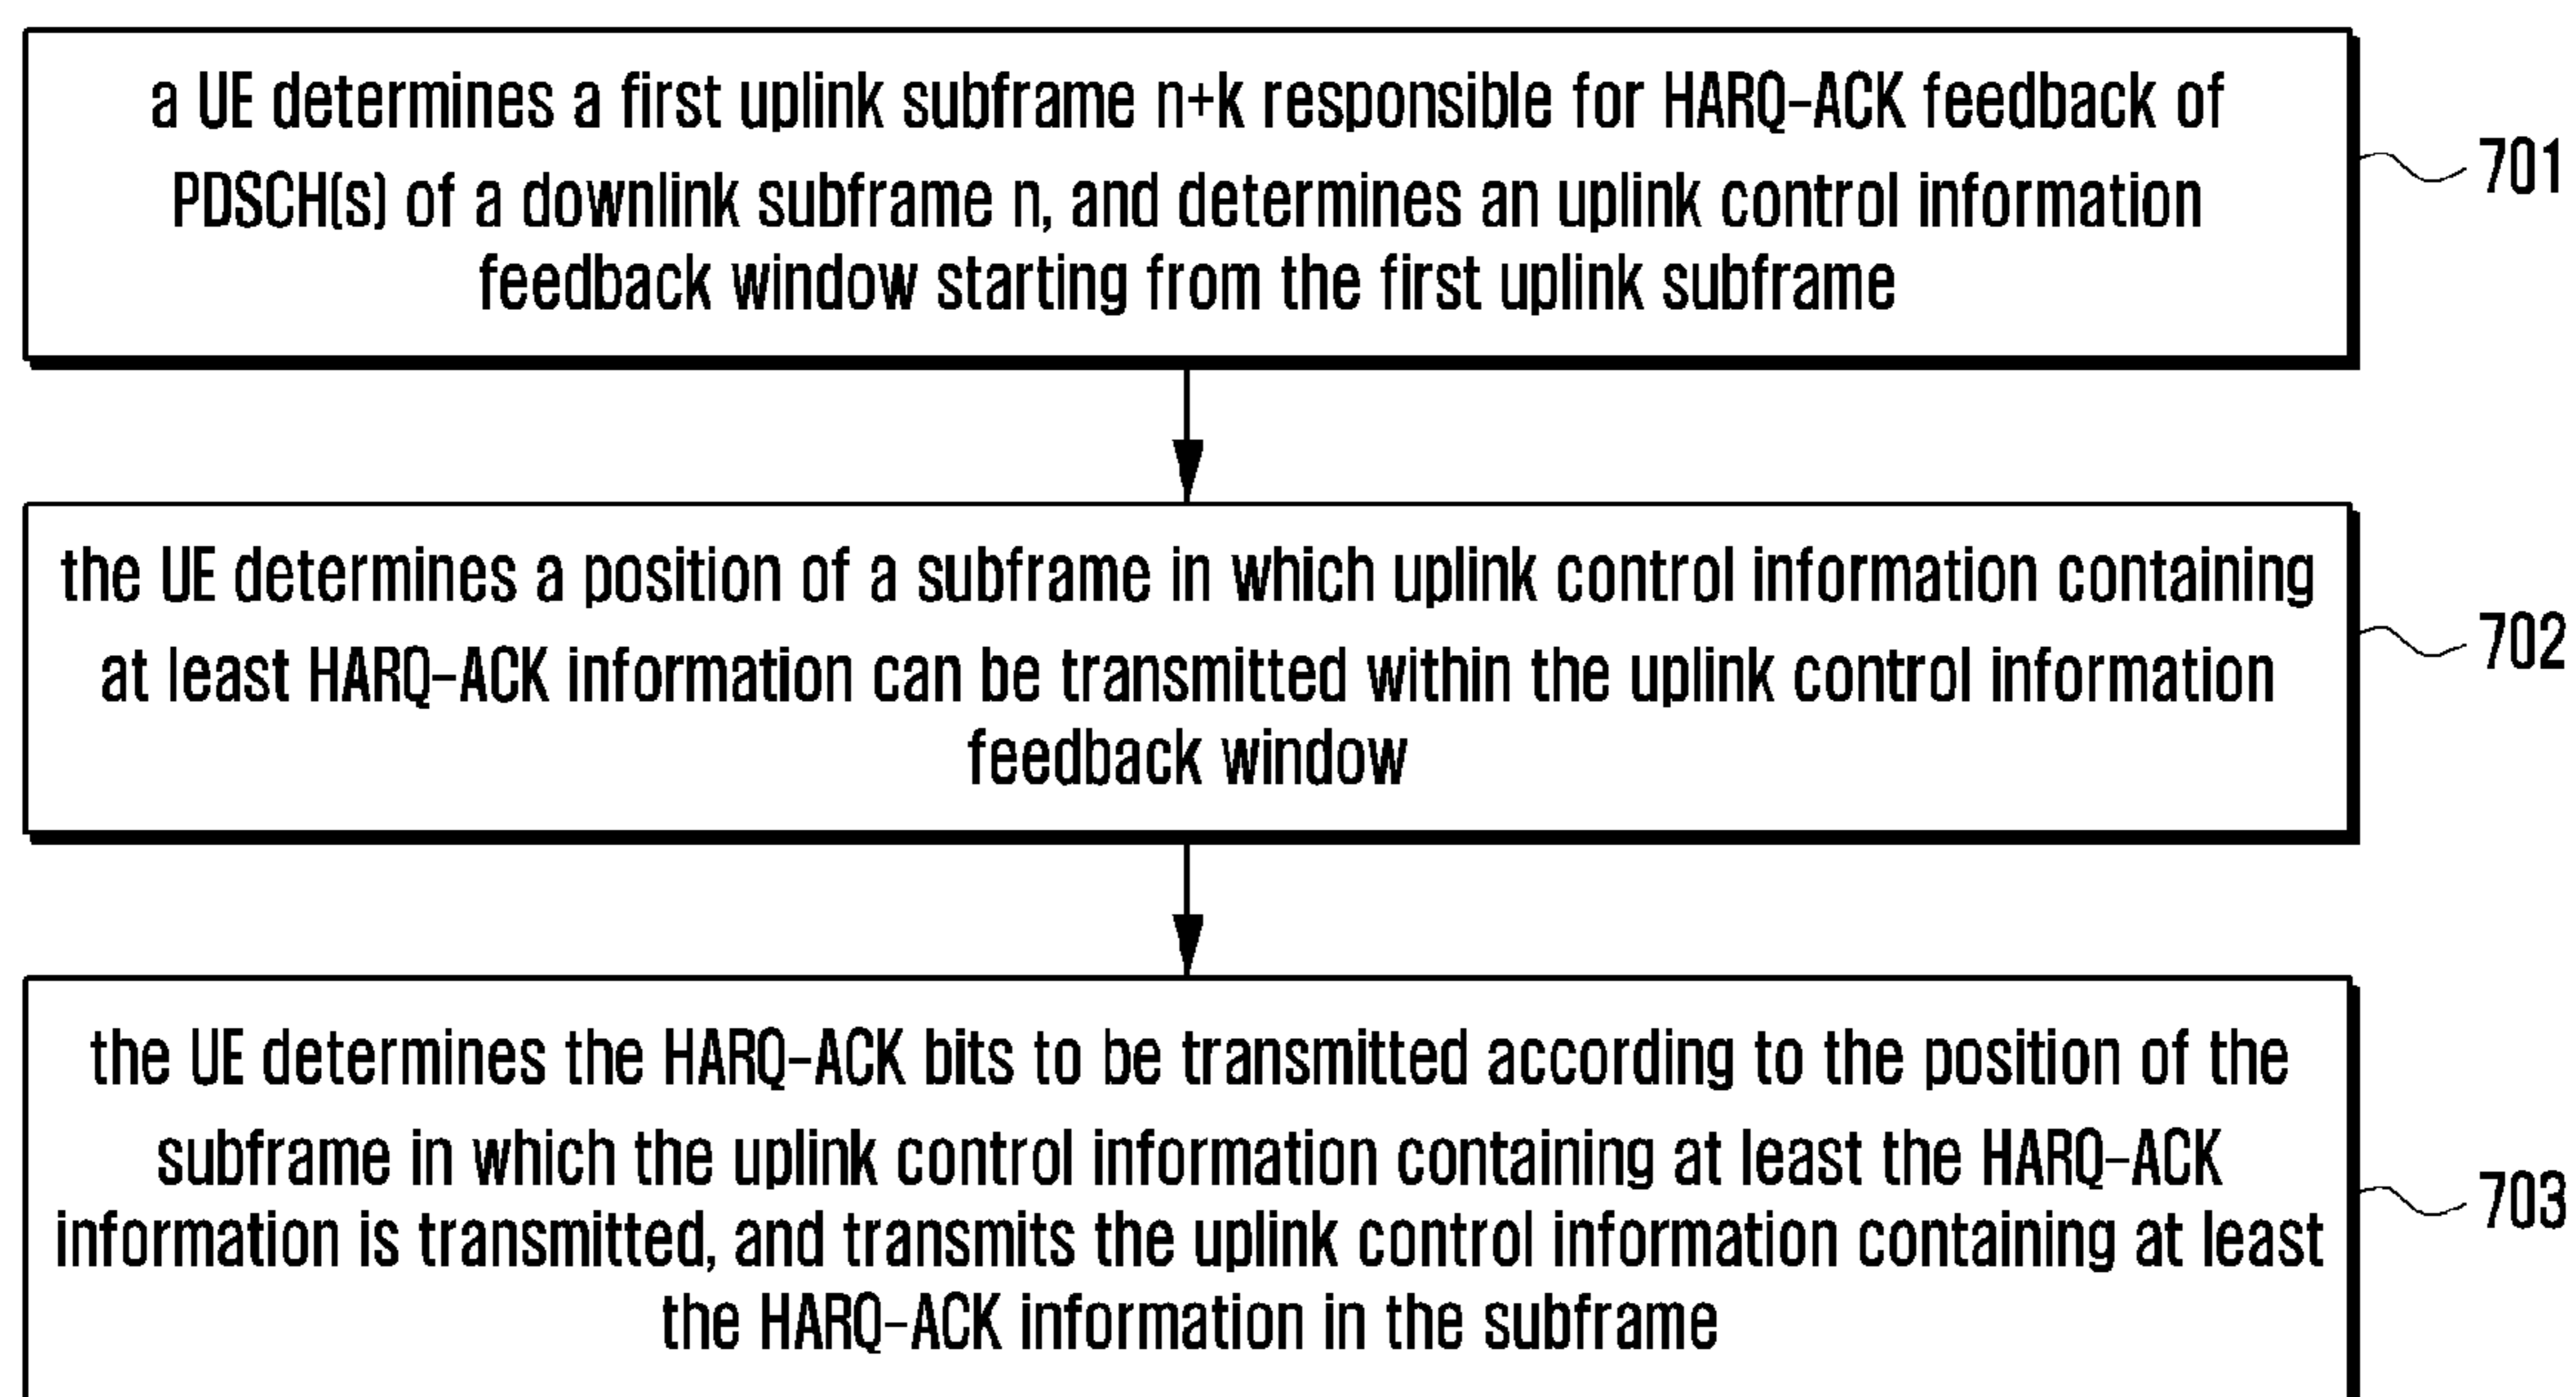 a UE determines a first uplink subframe n+k responsible for HARQ-ACK feedback of
PDSCH(s) of a downlink subframe n, and determines an uplink control information
feedback window starting from the first uplink subframe
701
the UE determines a position of a subframe in which uplink control information containing
at least HARQ-ACK information can be transmitted within the uplink control information
feedback window
702
the UE determines the HARQ-ACK bits to be transmitted according to the position of the
subframe in which the uplink control information containing at least the HARQ-ACK
information is transmitted, and transmits the uplink control information containing at least
the HARQ-ACK information in the subframe
703